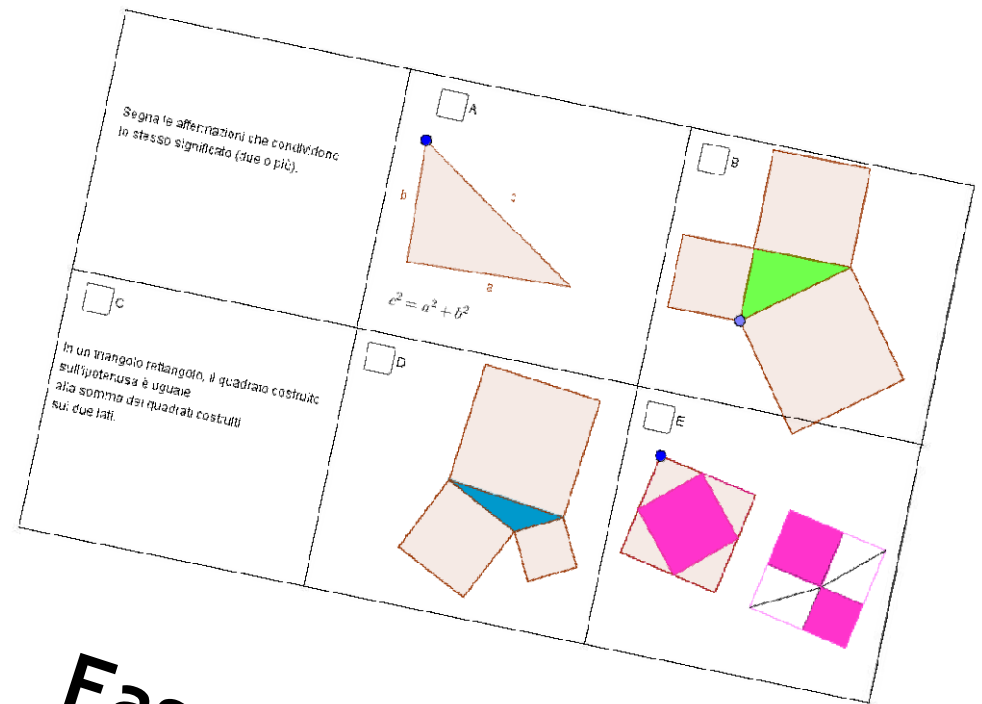 Segna le affermazioni che condividono
lo stesso significato (due o più).
A
b
c
a
c² = a² + b²
B
C
In un triangolo rettangolo, il quadrato costruito
sull'ipotenusa è uguale
alla somma dei quadrati costruiti
sui due lati.
D
E